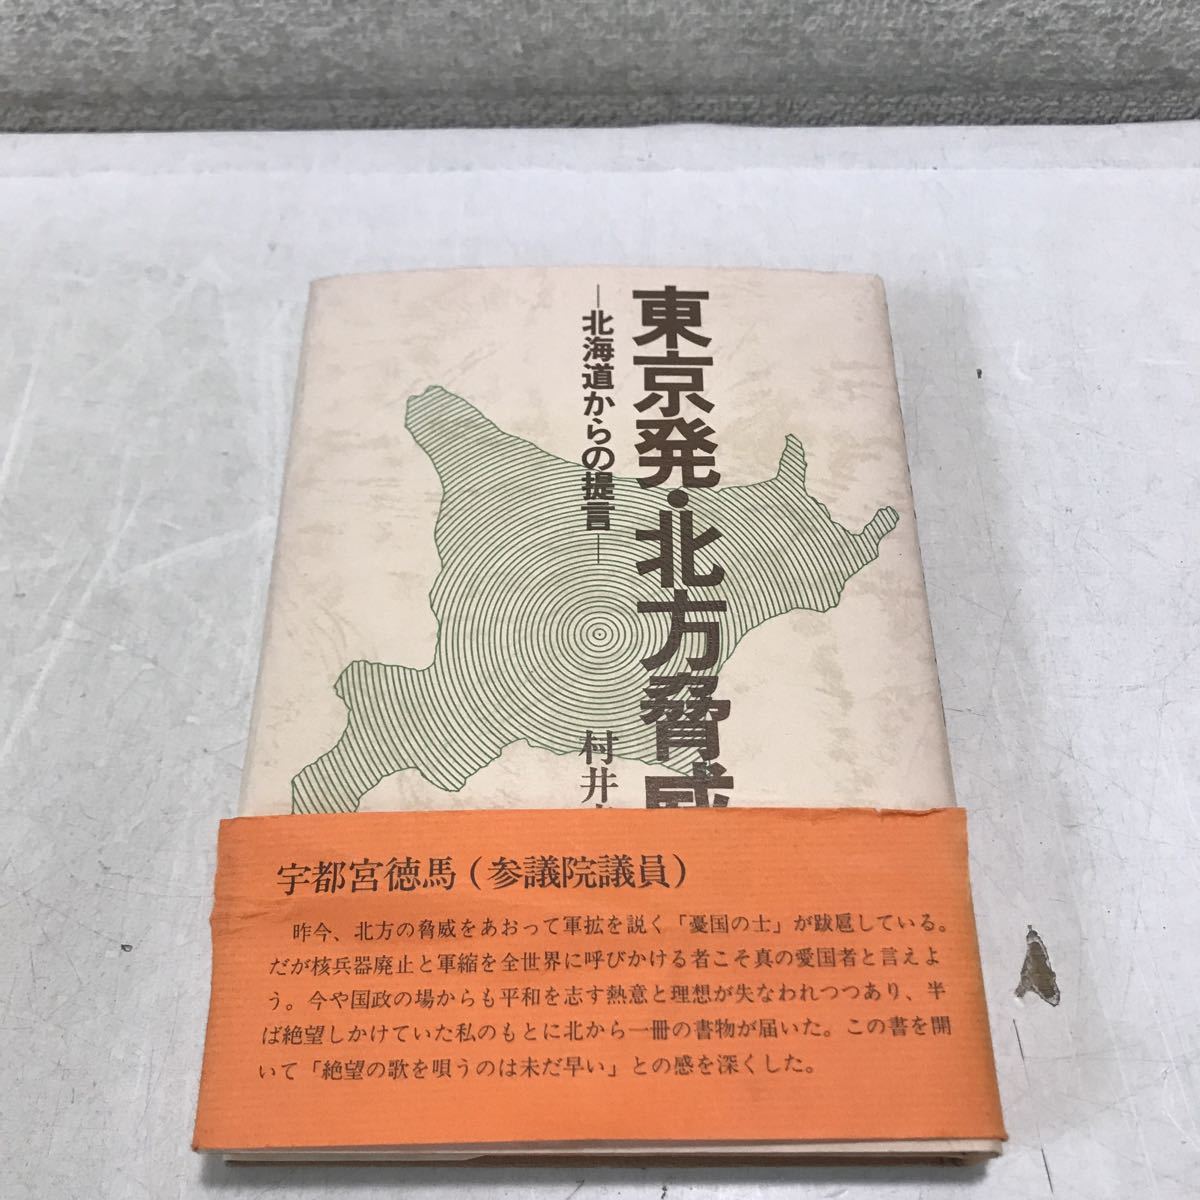 東京発・北方脅威
―北海道からの提言―
村井
宇都宮徳馬(参議院議員)
昨今、北方の脅威をあおって軍拡を説く「憂国の士」が跋扈している。
だが核兵器廃止と軍縮を全世界に呼びかける者こそ真の愛国者と言えよ
う。今や国政の場からも平和を志す熱意と理想が失なわれつつあり、半
ば絶望しかけていた私のもとに北から一冊の書物が届いた。この書を開
いて「絶望の歌を唄うのは未だ早い」との感を深くした。